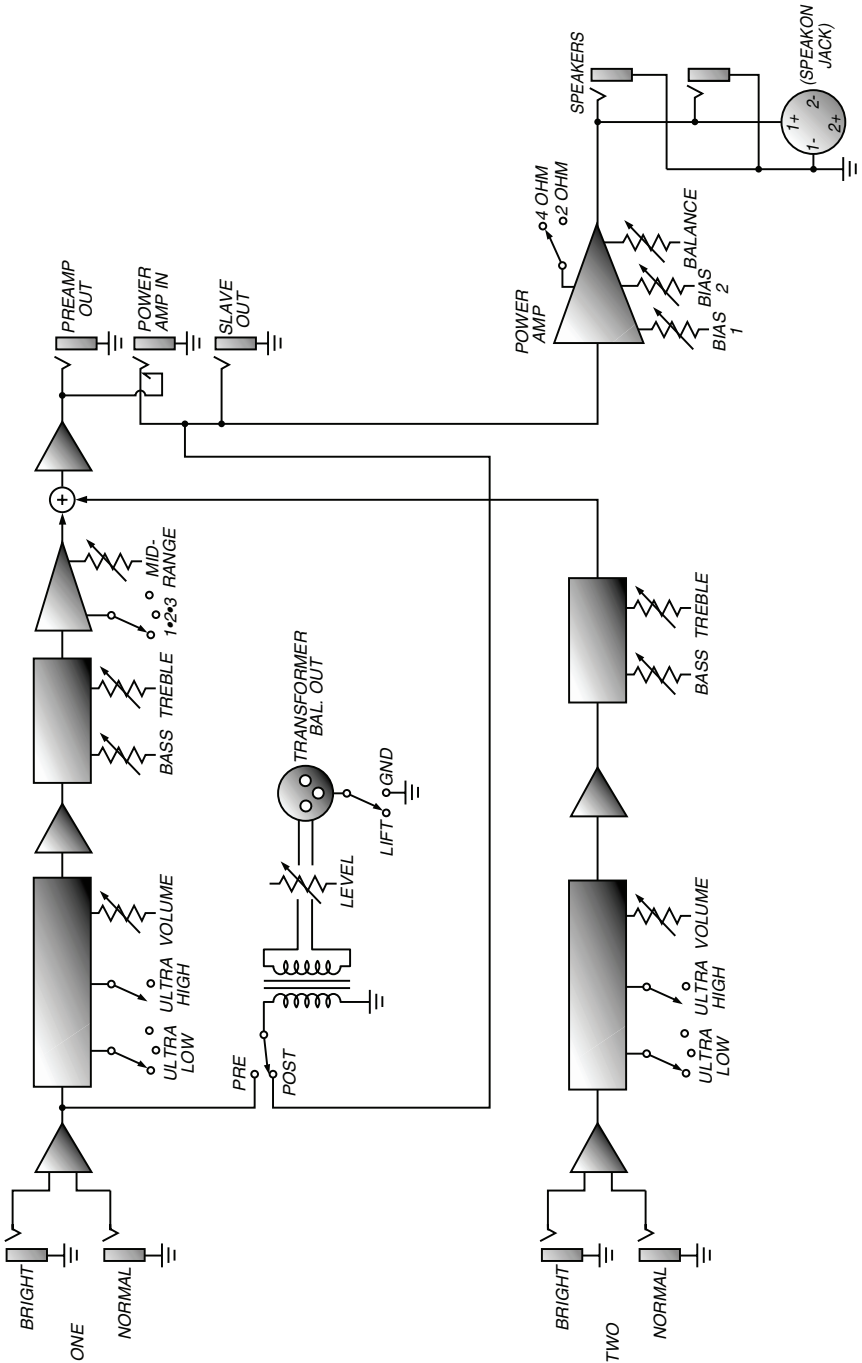 BRIGHT
ONE
NORMAL
ULTRA
LOW
ULTRA
HIGH
VOLUME
BASS
TREBLE
1•2•3
MID-
RANGE
PREAMP
OUT
POWER
AMP IN
SLAVE
OUT
PRE
POST
LEVEL
TRANSFORMER
BAL. OUT
LIFT
GND
BRIGHT
TWO
NORMAL
ULTRA
LOW
ULTRA
HIGH
VOLUME
BASS
TREBLE
POWER
AMP
4 OHM
2 OHM
BIAS
1
BIAS
2
BALANCE
SPEAKERS
1+
1-
2-
2+
(SPEAKON
JACK)
+